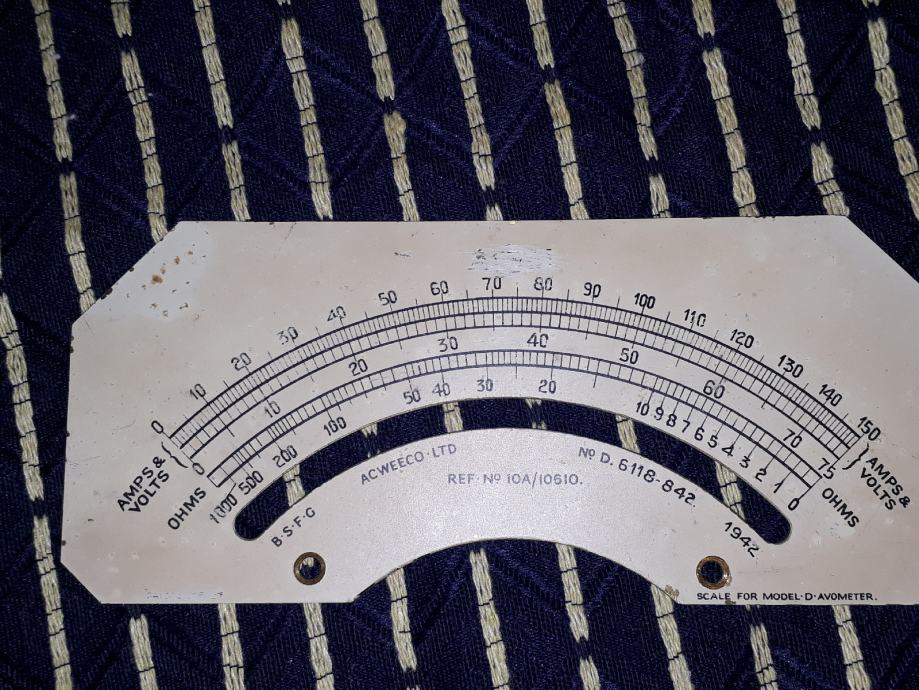 0 10 20 30 40 50 60 70 80 90 100 110 120 130 140 150
0 10 20 30 40 50 60 70 75
1000 500 200 100 50 40 30 20 10 9 8 7 6 5 4 3 2 1 0
AMPS &
VOLTS
OHMS
AMPS &
VOLTS
OHMS
B·S·F·G
ACWEECO·LTD
REF·Nº 10A/10610.
Nº D. 6118-842.
1942
SCALE FOR MODEL·D·AVOMETER.